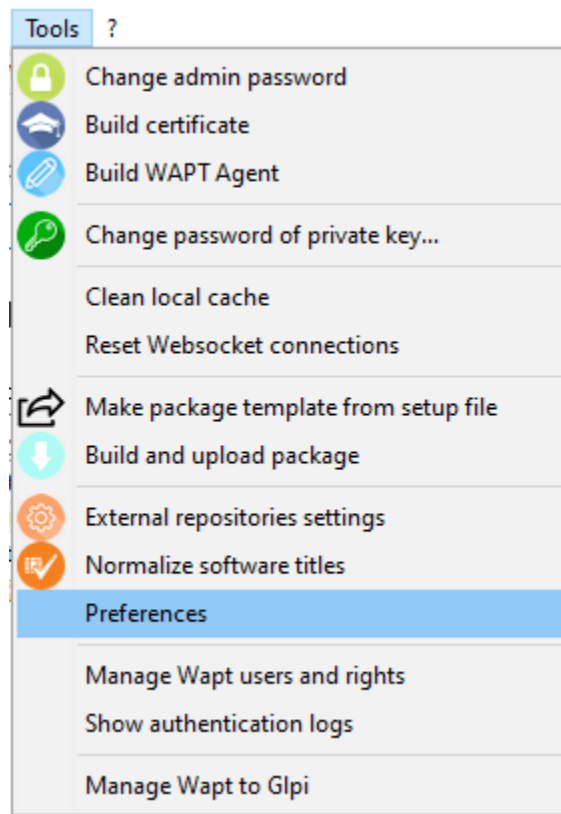 Tools ?
Change admin password
Build certificate
Build WAPT Agent
Change password of private key...
Clean local cache
Reset Websocket connections
Make package template from setup file
Build and upload package
External repositories settings
Normalize software titles
Preferences
Manage Wapt users and rights
Show authentication logs
Manage Wapt to Glpi